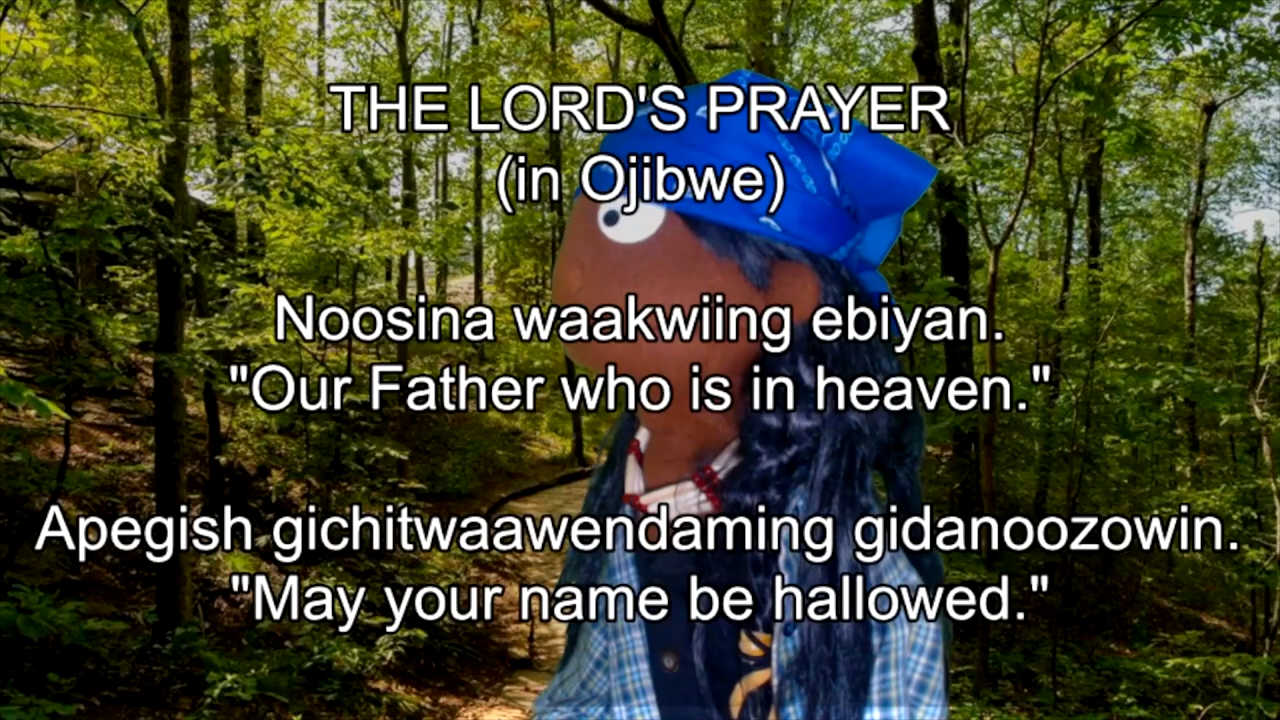 THE LORD'S PRAYER
(in Ojibwe)
Noosina waakwiing ebiyan.
"Our Father who is in heaven."
Apegish gichitwaawendaming gidanoozowin.
"May your name be hallowed."